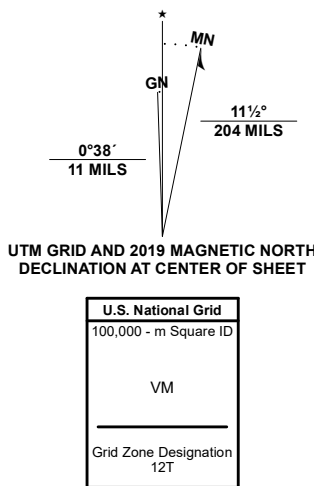 ★
MN
GN
11½°
204 MILS
0°38´
11 MILS
UTM GRID AND 2019 MAGNETIC NORTH
DECLINATION AT CENTER OF SHEET
U.S. National Grid
100,000 - m Square ID
VM
Grid Zone Designation
12T